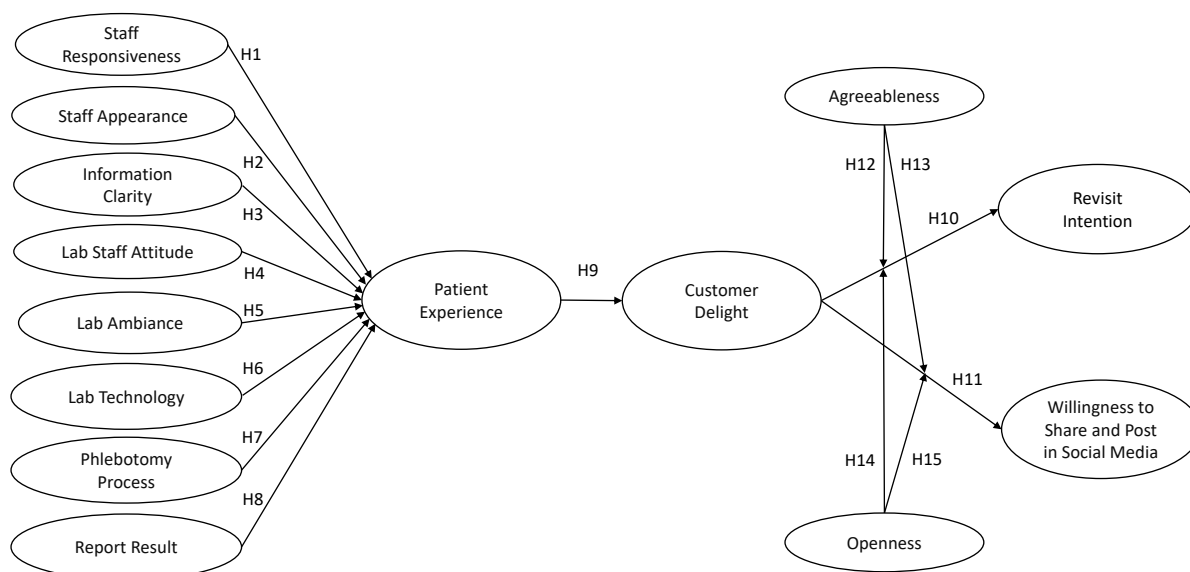 Staff
Responsiveness
H1
Staff Appearance
H2
Information
Clarity
H3
Lab Staff Attitude
H4
Lab Ambiance
H5
Lab Technology
H6
Phlebotomy
Process
H7
Report Result
H8
Patient
Experience
H9
Customer
Delight
Agreeableness
H12
H13
H10
Revisit
Intention
H11
Willingness to
Share and Post
in Social Media
H14
H15
Openness